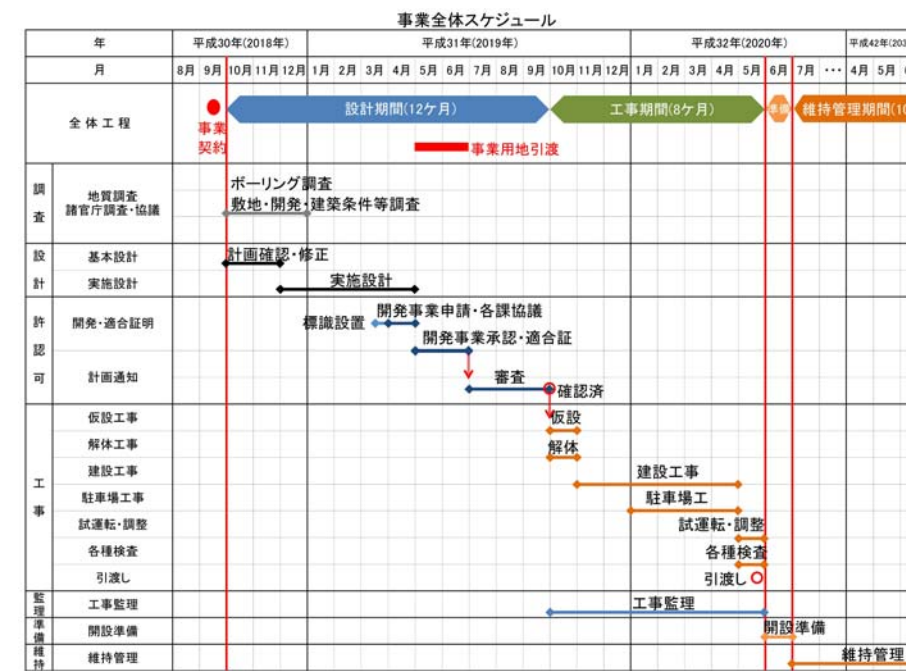 事業全体スケジュール
年 平成30年(2018年) 平成31年(2019年) 平成32年(2020年) 平成42年(203
月 8月 9月 10月 11月 12月 1月 2月 3月 4月 5月 6月 7月 8月 9月 10月 11月 12月 1月 2月 3月 4月 5月 6月 7月 ・・・ 4月 5月
全体工程 設計期間(12ケ月) 工事期間(8ケ月) 準備 維持管理期間(10
事業
契約
事業用地引渡
調査
地質調査
諸官庁調査・協議
ボーリング調査
敷地・開発・建築条件等調査
設計
基本設計 計画確認・修正
実施設計 実施設計
許認可
開発・適合証明 標識設置 開発事業申請・各課協議
開発事業承認・適合証
計画通知 審査 確認済
工事
仮設工事 仮設
解体工事 解体
建設工事 建設工事
駐車場工事 駐車場工
試運転・調整 試運転・調整
各種検査 各種検査
引渡し 引渡し
監理 工事監理 工事監理
準備 開設準備 開設準備
維持 維持管理 維持管理